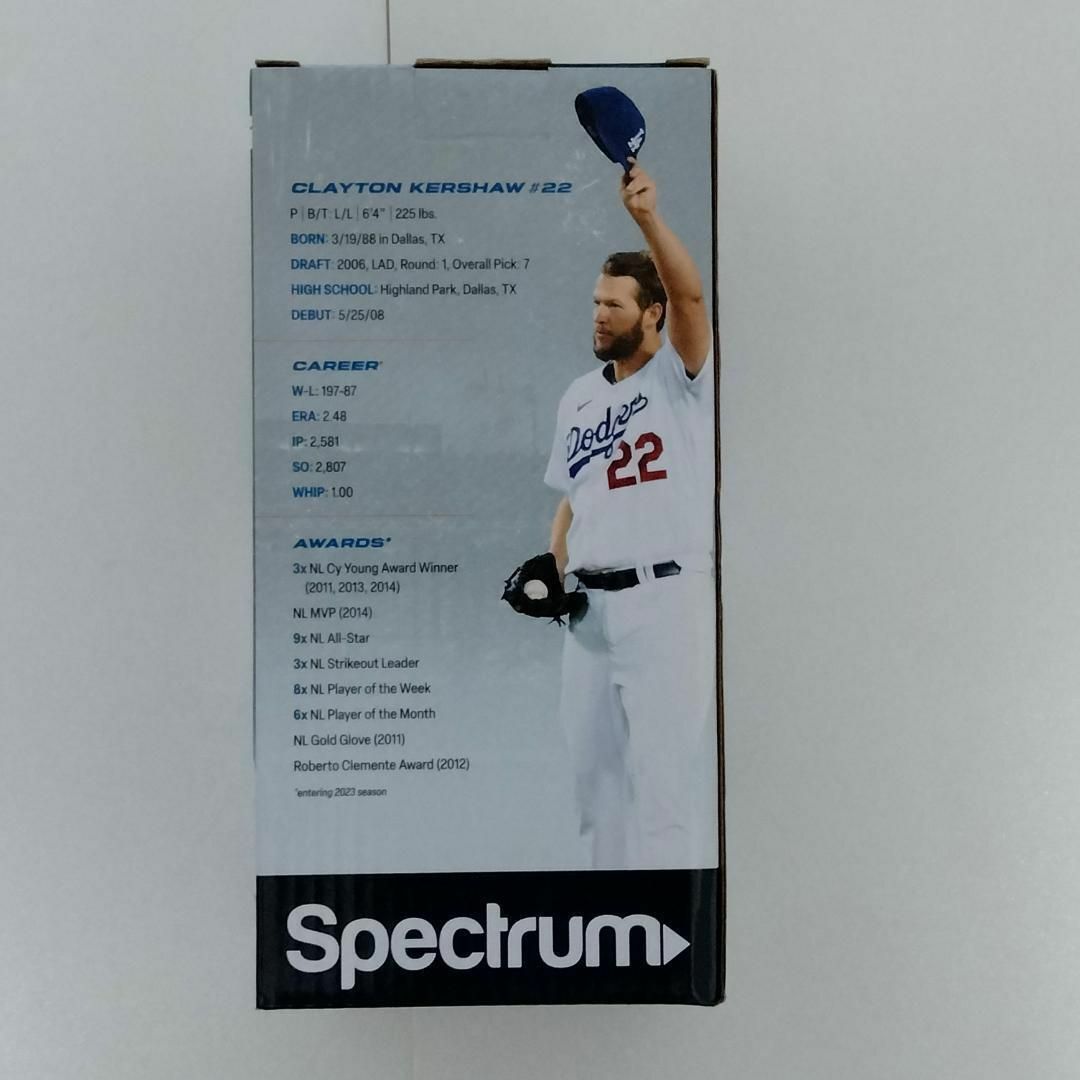 CLAYTON KERSHAW #22
P | B/T: L/L | 6'4" | 225 lbs.
BORN: 3/19/88 in Dallas, TX
DRAFT: 2006, LAD, Round: 1, Overall Pick: 7
HIGH SCHOOL: Highland Park, Dallas, TX
DEBUT: 5/25/08
CAREER*
W-L: 197-87
ERA: 2.48
IP: 2,581
SO: 2,807
WHIP: 1.00
AWARDS*
3x NL Cy Young Award Winner
(2011, 2013, 2014)
NL MVP (2014)
9x NL All-Star
3x NL Strikeout Leader
8x NL Player of the Week
6x NL Player of the Month
NL Gold Glove (2011)
Roberto Clemente Award (2012)
*entering 2023 season
LA
Dodgers
22
Spectrum